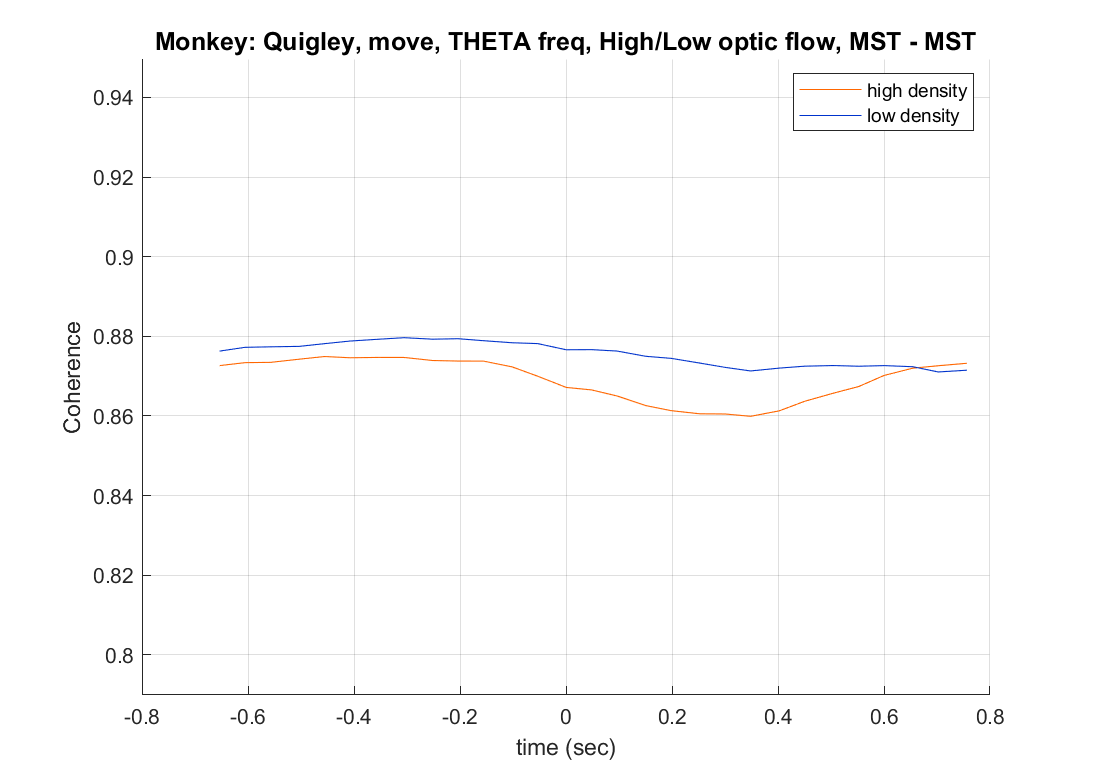 Monkey: Quigley, move, THETA freq, High/Low optic flow, MST - MST
high density
low density
0.94
0.92
0.9
0.88
0.86
0.84
0.82
0.8
Coherence
-0.8 -0.6 -0.4 -0.2 0 0.2 0.4 0.6 0.8
time (sec)